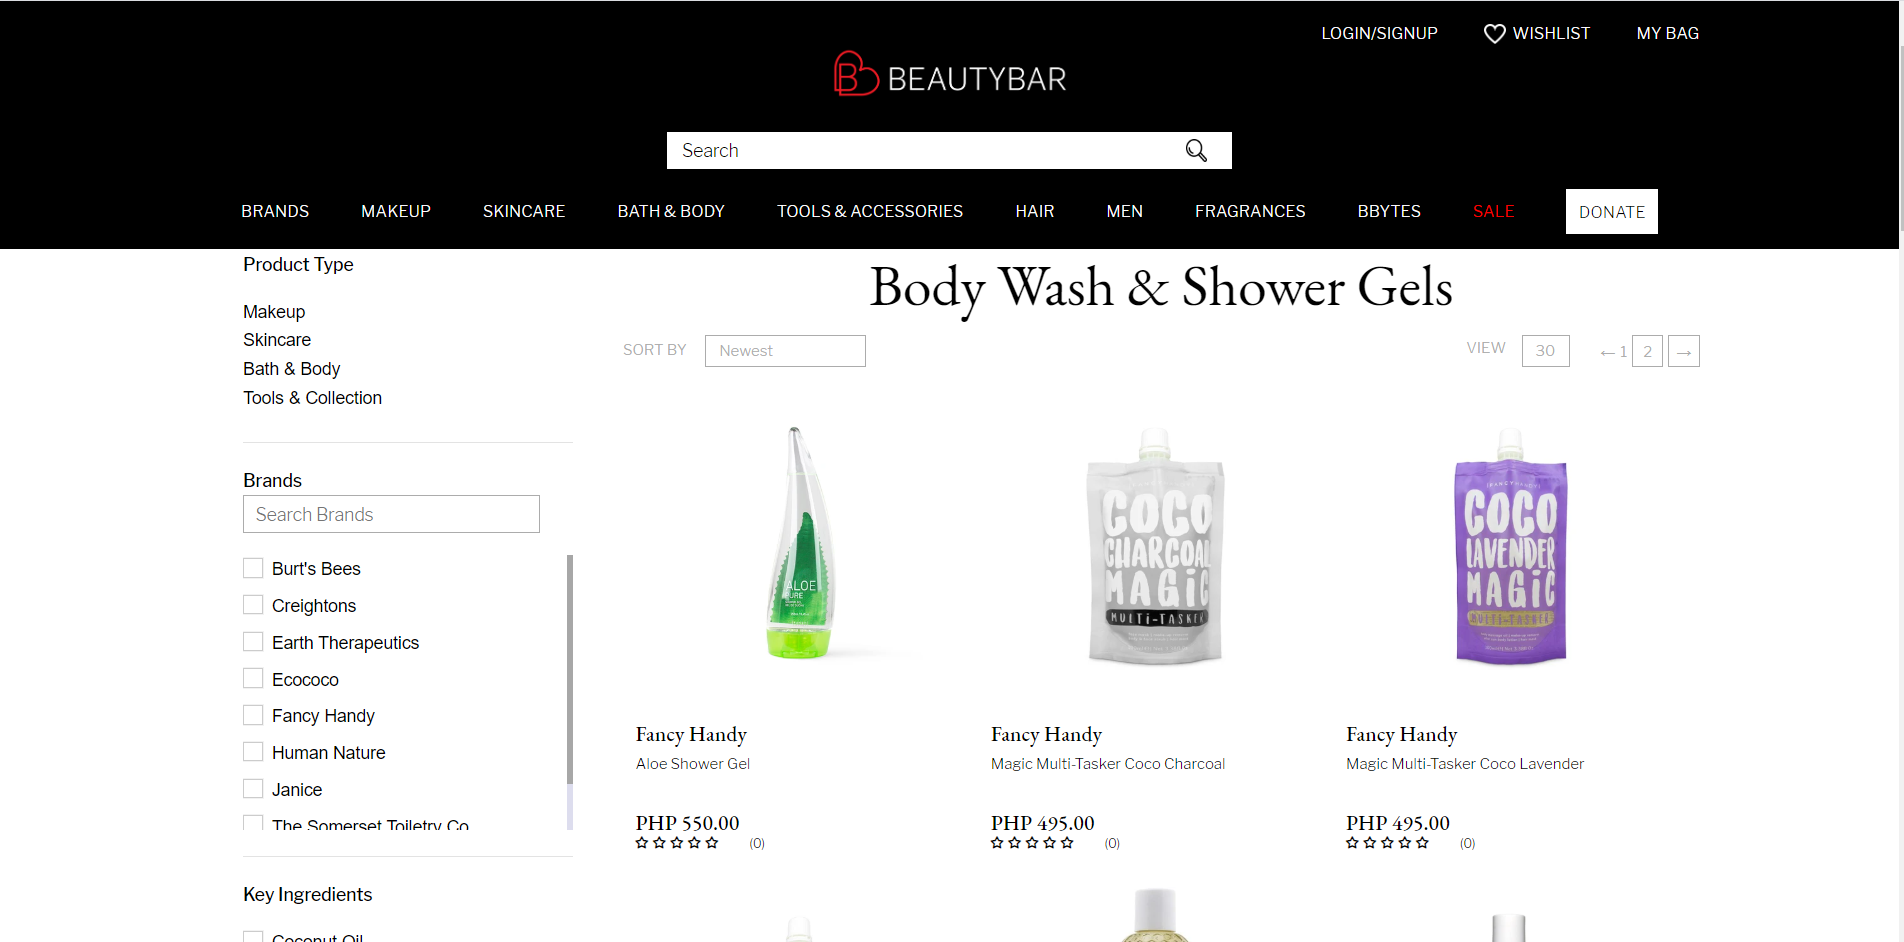 LOGIN/SIGNUP WISHLIST MY BAG
BEAUTYBAR
Search
BRANDS MAKEUP SKINCARE BATH & BODY TOOLS & ACCESSORIES HAIR MEN FRAGRANCES BBYTES SALE DONATE
Product Type
Makeup
Skincare
Bath & Body
Tools & Collection
Brands
Search Brands
Burt's Bees
Creightons
Earth Therapeutics
Ecococo
Fancy Handy
Human Nature
Janice
The Somerset Toiletry Co
Key Ingredients
Coconut Oil
Body Wash & Shower Gels
SORT BY Newest
VIEW 30 ← 1 2 →
ALOE
PURE
COCO
CHARCOAL
MAGIC
MULTI-TASKER
COCO
LAVENDER
MAGIC
MULTI-TASKER
Fancy Handy
Aloe Shower Gel
PHP 550.00
(0)
Fancy Handy
Magic Multi-Tasker Coco Charcoal
PHP 495.00
(0)
Fancy Handy
Magic Multi-Tasker Coco Lavender
PHP 495.00
(0)